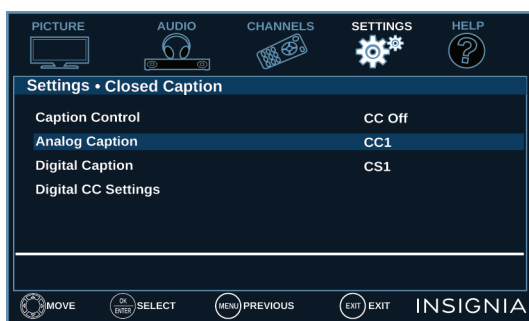 PICTURE AUDIO CHANNELS SETTINGS HELP
?
Settings • Closed Caption
Caption Control CC Off
Analog Caption CC1
Digital Caption CS1
Digital CC Settings
MOVE OK ENTER SELECT MENU PREVIOUS EXIT EXIT INSIGNIA